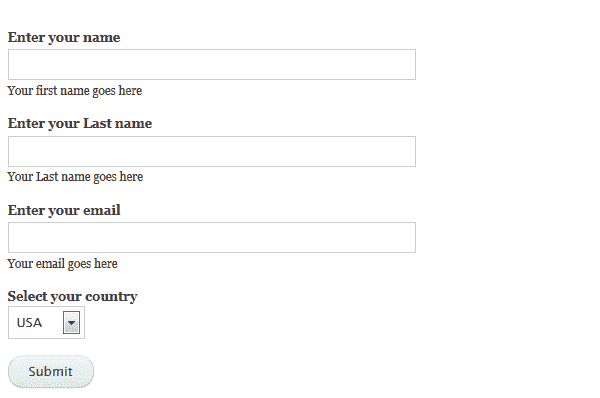 Enter your name
Your first name goes here
Enter your Last name
Your Last name goes here
Enter your email
Your email goes here
Select your country
USA
Submit